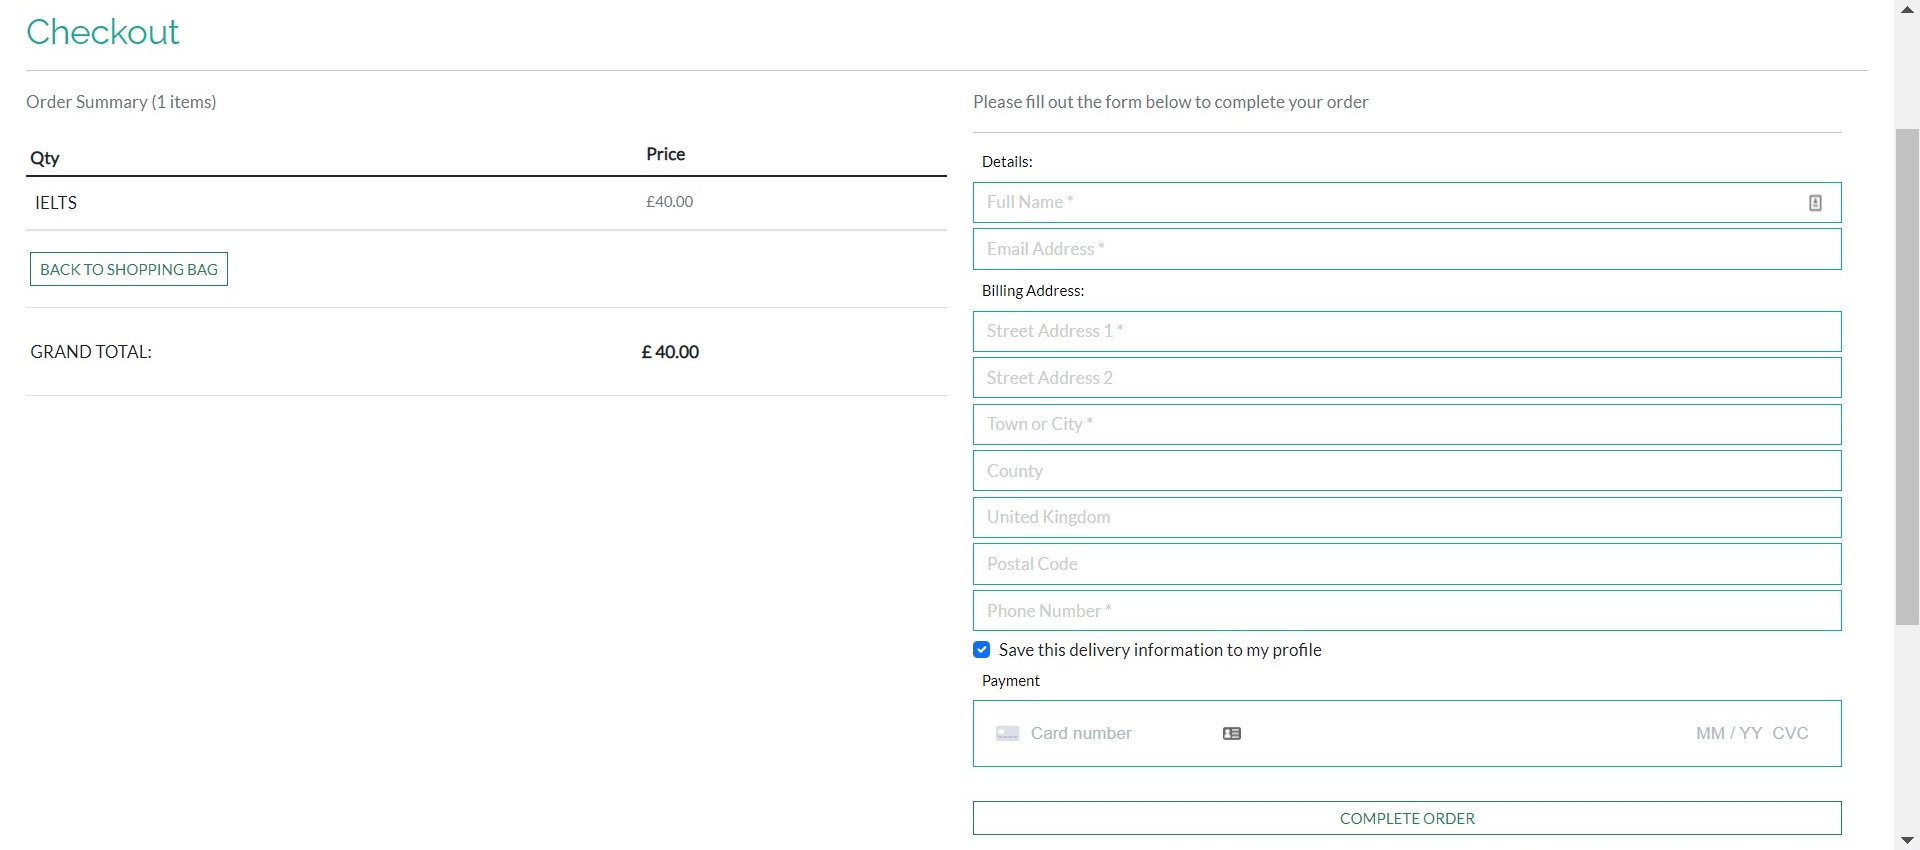 Checkout
Order Summary (1 items)
Qty Price
IELTS £40.00
BACK TO SHOPPING BAG
GRAND TOTAL: £ 40.00
Please fill out the form below to complete your order
Details:
Full Name *
Email Address *
Billing Address:
Street Address 1 *
Street Address 2
Town or City *
County
United Kingdom
Postal Code
Phone Number *
Save this delivery information to my profile
Payment
Card number MM / YY CVC
COMPLETE ORDER